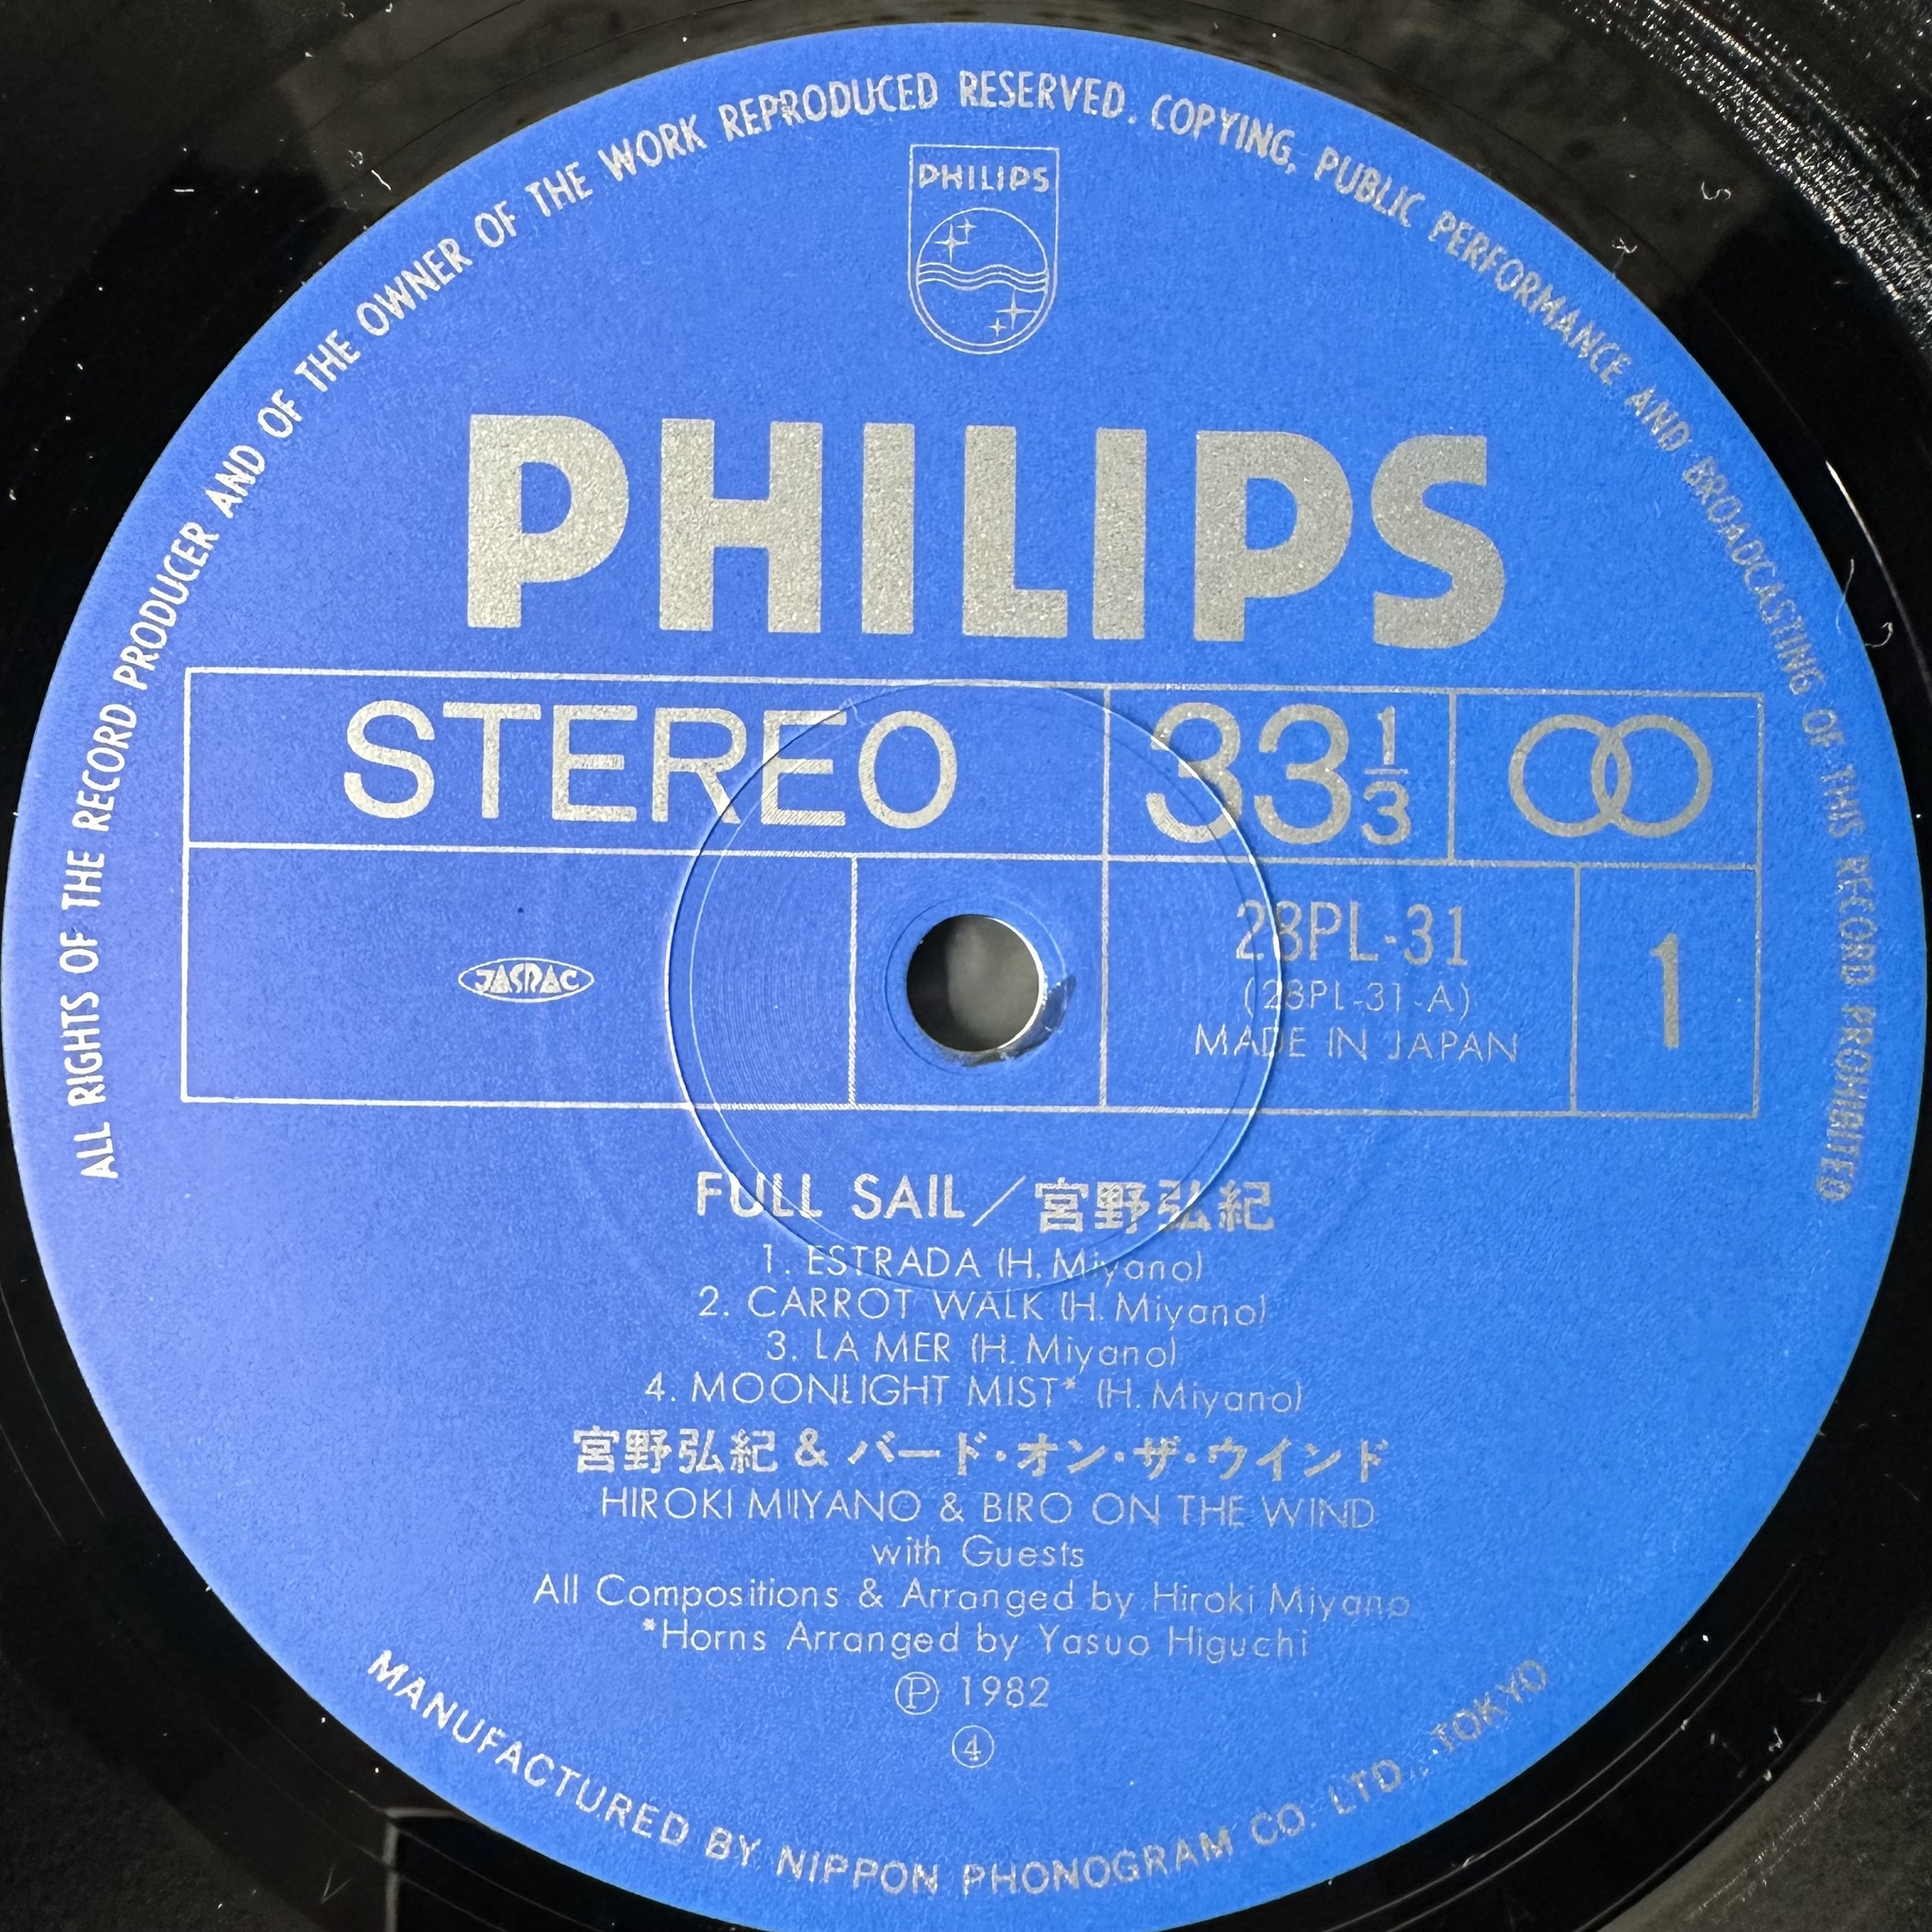 ALL RIGHTS OF THE RECORD PRODUCER AND OF THE OWNER OF THE WORK REPRODUCED RESERVED. COPYING, PUBLIC PERFORMANCE AND BROADCASTING OF THIS RECORD PROHIBITED
PHILIPS
PHILIPS
STEREO
33 1/3
JASRAC
28PL-31
(28PL-31-A)
MADE IN JAPAN
1
FULL SAIL／宮野弘紀
1. ESTRADA (H. Miyano)
2. CARROT WALK (H. Miyano)
3. LA MER (H. Miyano)
4. MOONLIGHT MIST* (H. Miyano)
宮野弘紀 & バード・オン・ザ・ウインド
HIROKI MIIYANO & BIRO ON THE WIND
with Guests
All Compositions & Arranged by Hiroki Miyano
*Horns Arranged by Yasuo Higuchi
Ⓟ 1982
④
MANUFACTURED BY NIPPON PHONOGRAM CO. LTD., TOKYO